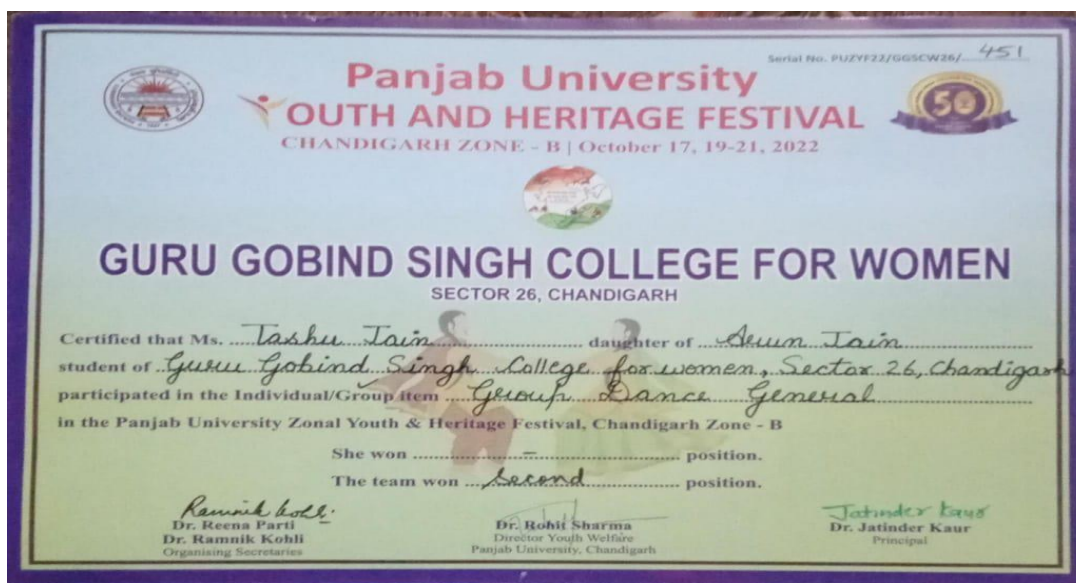 Serial No. PUZYF22/GGSCW26/ 451
Panjab University
YOUTH AND HERITAGE FESTIVAL
CHANDIGARH ZONE - B | October 17, 19-21, 2022
50
GURU GOBIND SINGH COLLEGE FOR WOMEN
SECTOR 26, CHANDIGARH
Certified that Ms. Tashu Jain daughter of Arun Jain
student of Guru Gobind Singh College for women, Sector 26, Chandigarh
participated in the Individual/Group item Group Dance General
in the Panjab University Zonal Youth & Heritage Festival, Chandigarh Zone - B
She won - position.
The team won Second position.
Ramnik Kohli Jatinder Kaur
Dr. Reena Parti Dr. Rohit Sharma Dr. Jatinder Kaur
Dr. Ramnik Kohli Director Youth Welfare Principal
Organising Secretaries Panjab University, Chandigarh